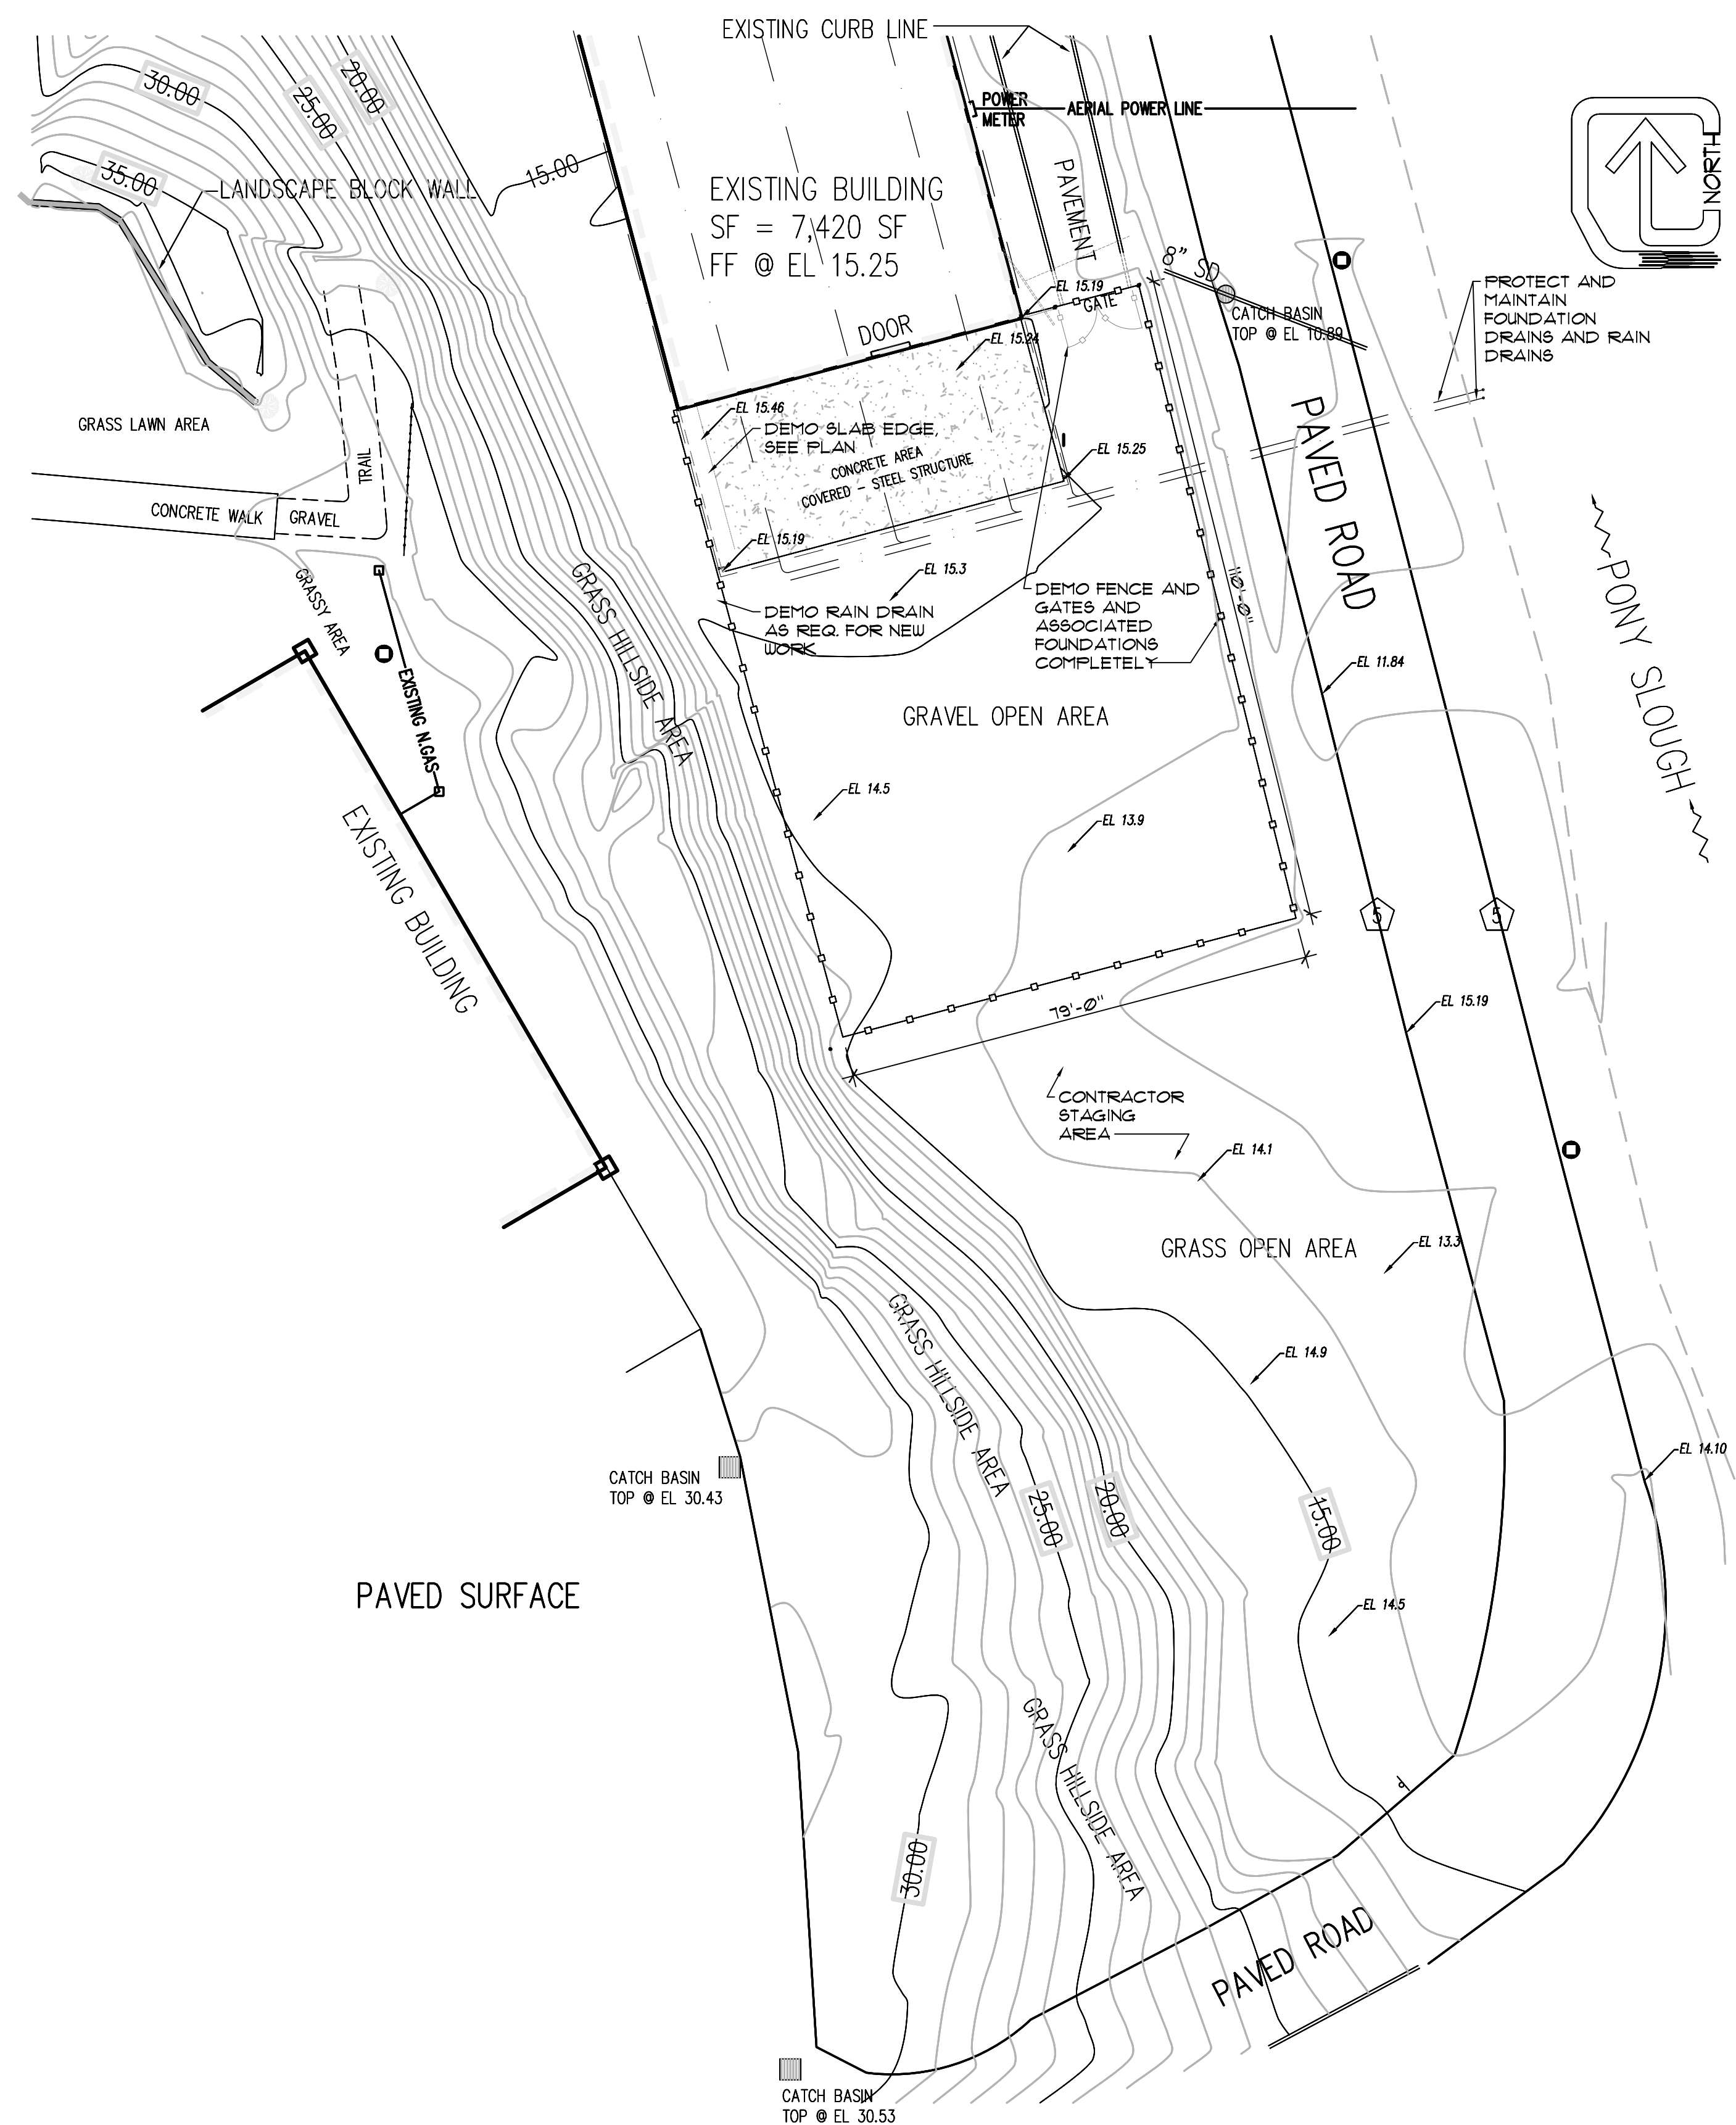 EXISTING CURB LINE
30.00
25.00
20.00
POWER
METER
AERIAL POWER LINE
NORTH
35.00
LANDSCAPE BLOCK WALL
15.00
EXISTING BUILDING
SF = 7,420 SF
FF @ EL 15.25
PAVEMENT
8" SD
EL 15.19
GATE
CATCH BASIN
TOP @ EL 10.89
PROTECT AND
MAINTAIN
FOUNDATION
DRAINS AND RAIN
DRAINS
DOOR
EL 15.24
EL 15.46
DEMO SLAB EDGE,
SEE PLAN
CONCRETE AREA
COVERED - STEEL STRUCTURE
EL 15.25
GRASS LAWN AREA
TRAIL
CONCRETE WALK
GRAVEL
PAVED ROAD
EL 15.19
EL 15.3
GRASSY AREA
GRASS HILLSIDE AREA
DEMO RAIN DRAIN
AS REQ. FOR NEW
WORK
DEMO FENCE AND
GATES AND
ASSOCIATED
FOUNDATIONS
COMPLETELY
110'-0"
PONY SLOUGH
EL 11.84
EXISTING N.GAS
GRAVEL OPEN AREA
EL 14.5
EL 13.9
EXISTING BUILDING
5
5
79'-0"
EL 15.19
CONTRACTOR
STAGING
AREA
EL 14.1
GRASS OPEN AREA
EL 13.3
GRASS HILLSIDE AREA
EL 14.9
EL 14.10
CATCH BASIN
TOP @ EL 30.43
25.00
20.00
15.00
PAVED SURFACE
EL 14.5
GRASS HILLSIDE AREA
30.00
PAVED ROAD
CATCH BASIN
TOP @ EL 30.53